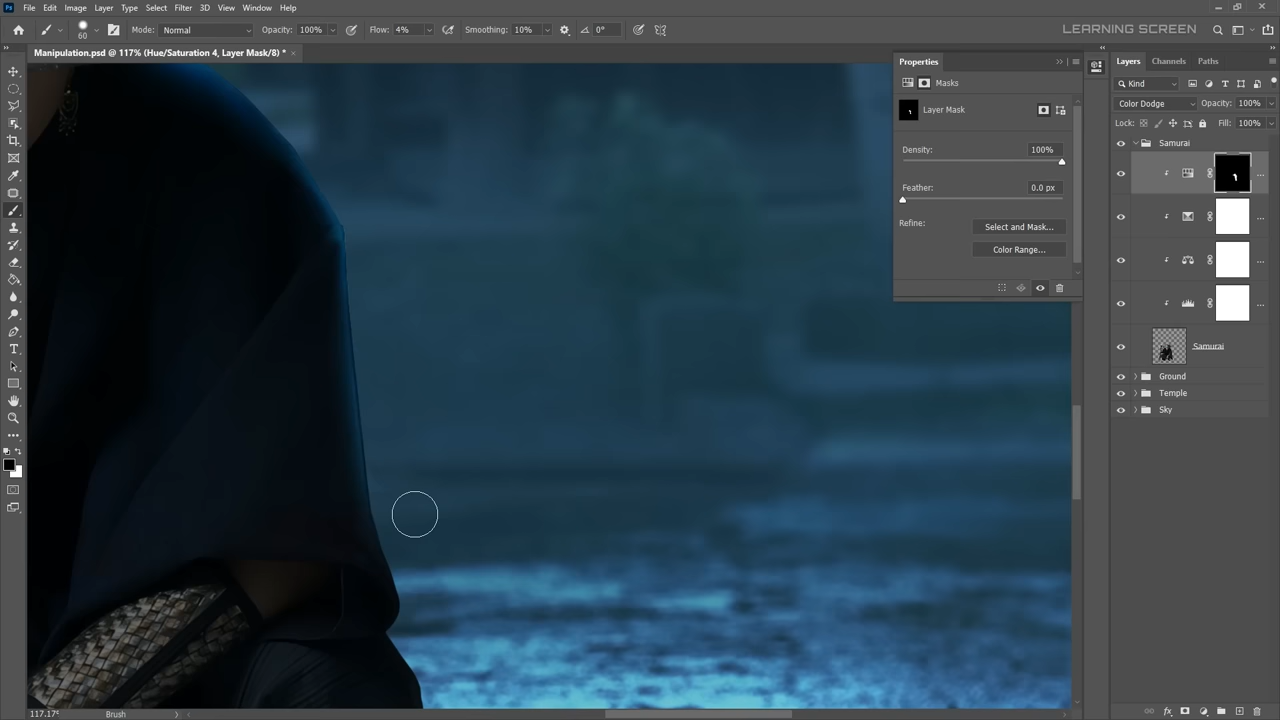 Ps File Edit Image Layer Type Select Filter 3D View Window Help
60 Mode: Normal Opacity: 100% Flow: 4% Smoothing: 10% 0° LEARNING SCREEN
Manipulation.psd @ 117% (Hue/Saturation 4, Layer Mask/8) * ×
Properties
Masks
Layer Mask
Density: 100%
Feather: 0.0 px
Refine: Select and Mask...
Color Range...
Layers Channels Paths
Kind
Color Dodge Opacity: 100%
Lock: Fill: 100%
Samurai
Samurai
Ground
Temple
Sky
117.17% Brush